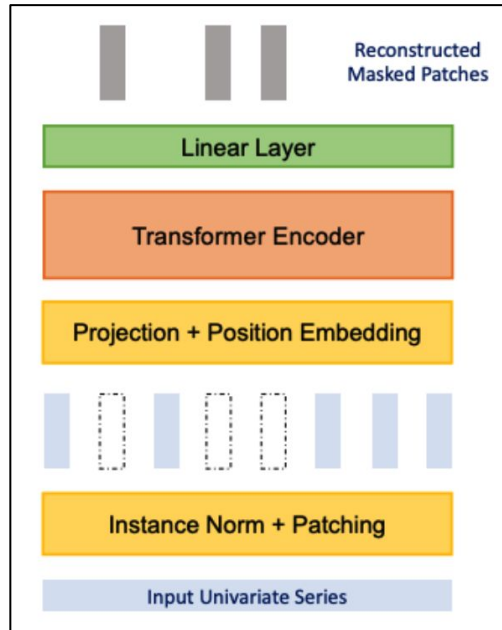 Reconstructed
Masked Patches
Linear Layer
Transformer Encoder
Projection + Position Embedding
Instance Norm + Patching
Input Univariate Series